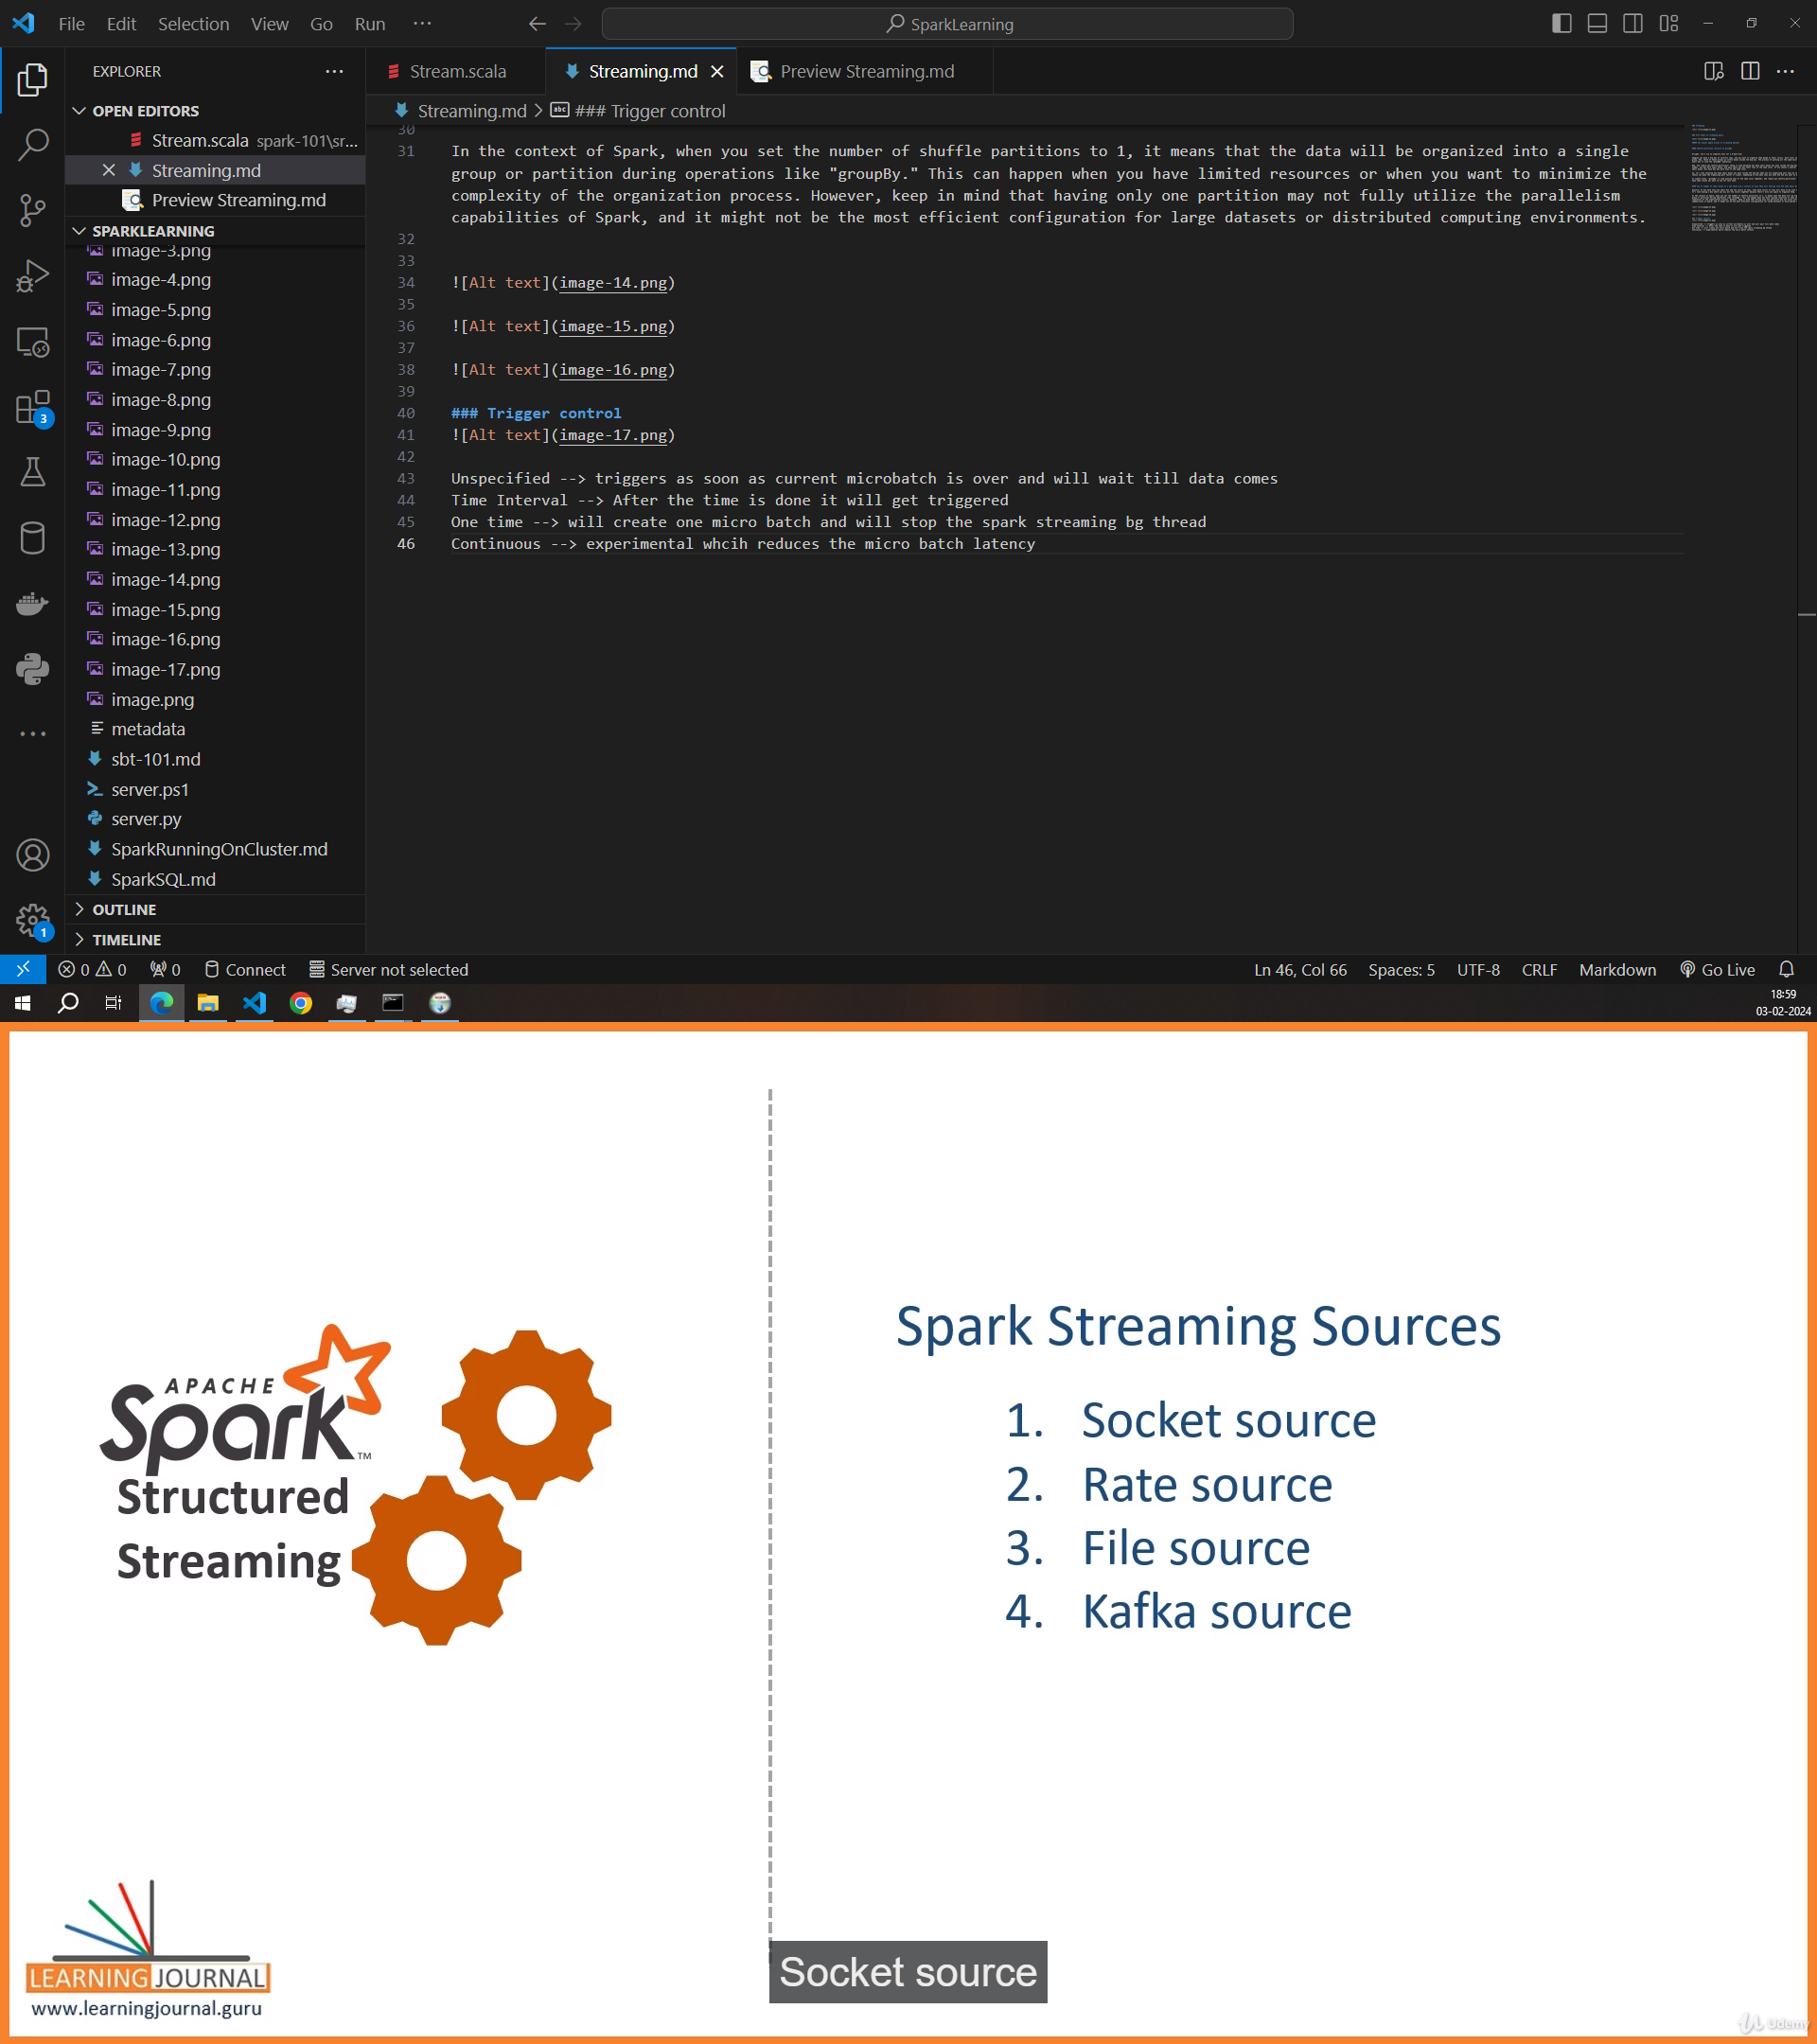 File Edit Selection View Go Run ··· SparkLearning
EXPLORER ···
OPEN EDITORS
Stream.scala spark-101\sr...
Streaming.md
Preview Streaming.md
SPARKLEARNING
image-3.png
image-4.png
image-5.png
image-6.png
image-7.png
image-8.png
image-9.png
image-10.png
image-11.png
image-12.png
image-13.png
image-14.png
image-15.png
image-16.png
image-17.png
image.png
metadata
sbt-101.md
server.ps1
server.py
SparkRunningOnCluster.md
SparkSQL.md
OUTLINE
TIMELINE
3
1
Stream.scala Streaming.md Preview Streaming.md
Streaming.md > ### Trigger control
30
31 In the context of Spark, when you set the number of shuffle partitions to 1, it means that the data will be organized into a single
group or partition during operations like "groupBy." This can happen when you have limited resources or when you want to minimize the
complexity of the organization process. However, keep in mind that having only one partition may not fully utilize the parallelism
capabilities of Spark, and it might not be the most efficient configuration for large datasets or distributed computing environments.
32
33
34 ![Alt text](image-14.png)
35
36 ![Alt text](image-15.png)
37
38 ![Alt text](image-16.png)
39
40 ### Trigger control
41 ![Alt text](image-17.png)
42
43 Unspecified --> triggers as soon as current microbatch is over and will wait till data comes
44 Time Interval --> After the time is done it will get triggered
45 One time --> will create one micro batch and will stop the spark streaming bg thread
46 Continuous --> experimental whcih reduces the micro batch latency
0 0 0 Connect Server not selected Ln 46, Col 66 Spaces: 5 UTF-8 CRLF Markdown Go Live
18:59
03-02-2024
APACHE
Spark™
Structured
Streaming
Spark Streaming Sources
1. Socket source
2. Rate source
3. File source
4. Kafka source
LEARNING JOURNAL
www.learningjournal.guru
Socket source
Udemy